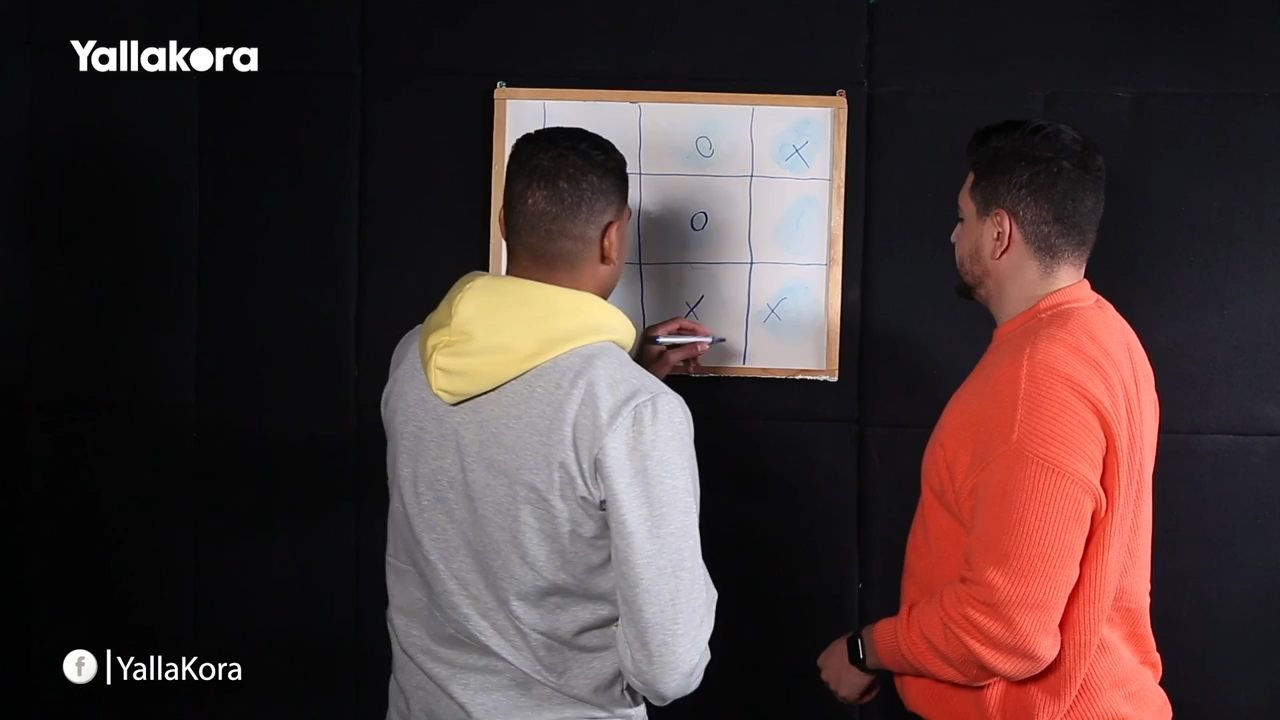 Yallakora
O X
O
X X
f | YallaKora